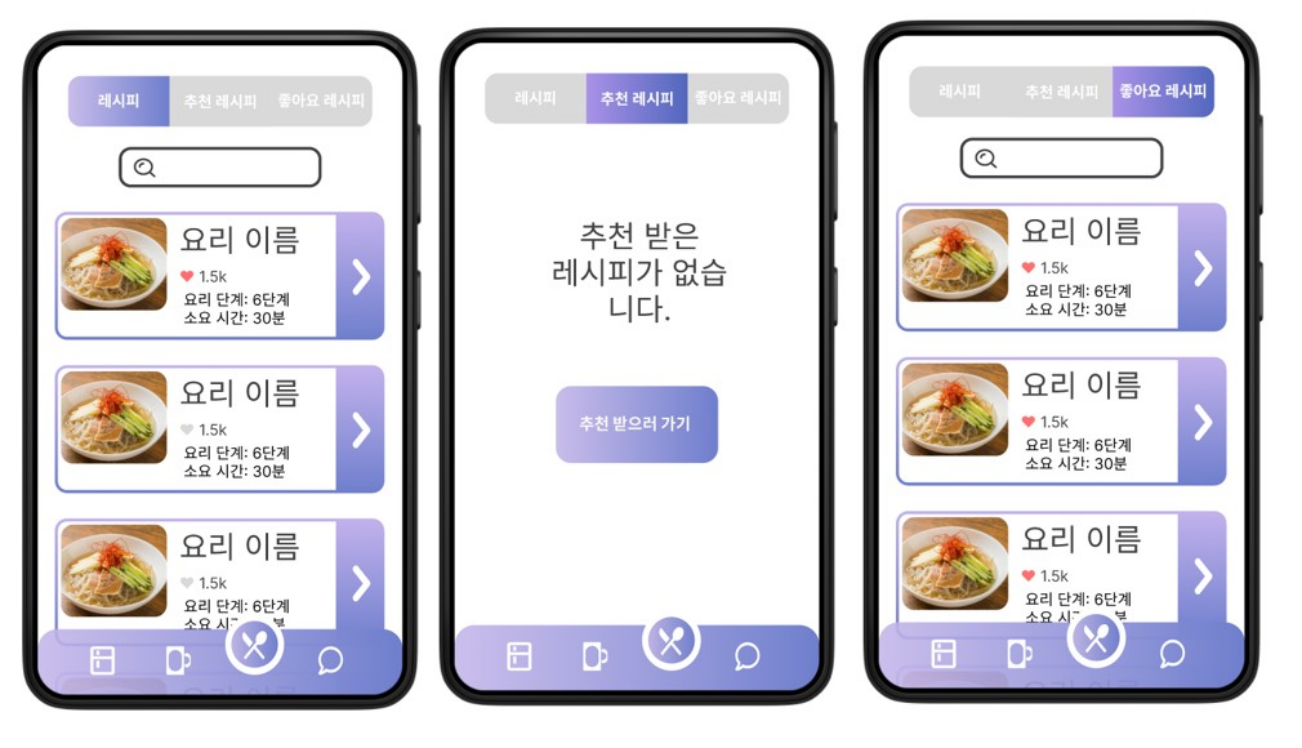 레시피
추천 레시피
좋아요 레시피
요리 이름
1.5k
요리 단계: 6단계
소요 시간: 30분
요리 이름
1.5k
요리 단계: 6단계
소요 시간: 30분
요리 이름
1.5k
요리 단계: 6단계
소요
레시피
추천 레시피
좋아요 레시피
추천 받은
레시피가 없습
니다.
추천 받으러 가기
레시피
추천 레시피
좋아요 레시피
요리 이름
1.5k
요리 단계: 6단계
소요 시간: 30분
요리 이름
1.5k
요리 단계: 6단계
소요 시간: 30분
요리 이름
1.5k
요리 단계: 6단계
소요